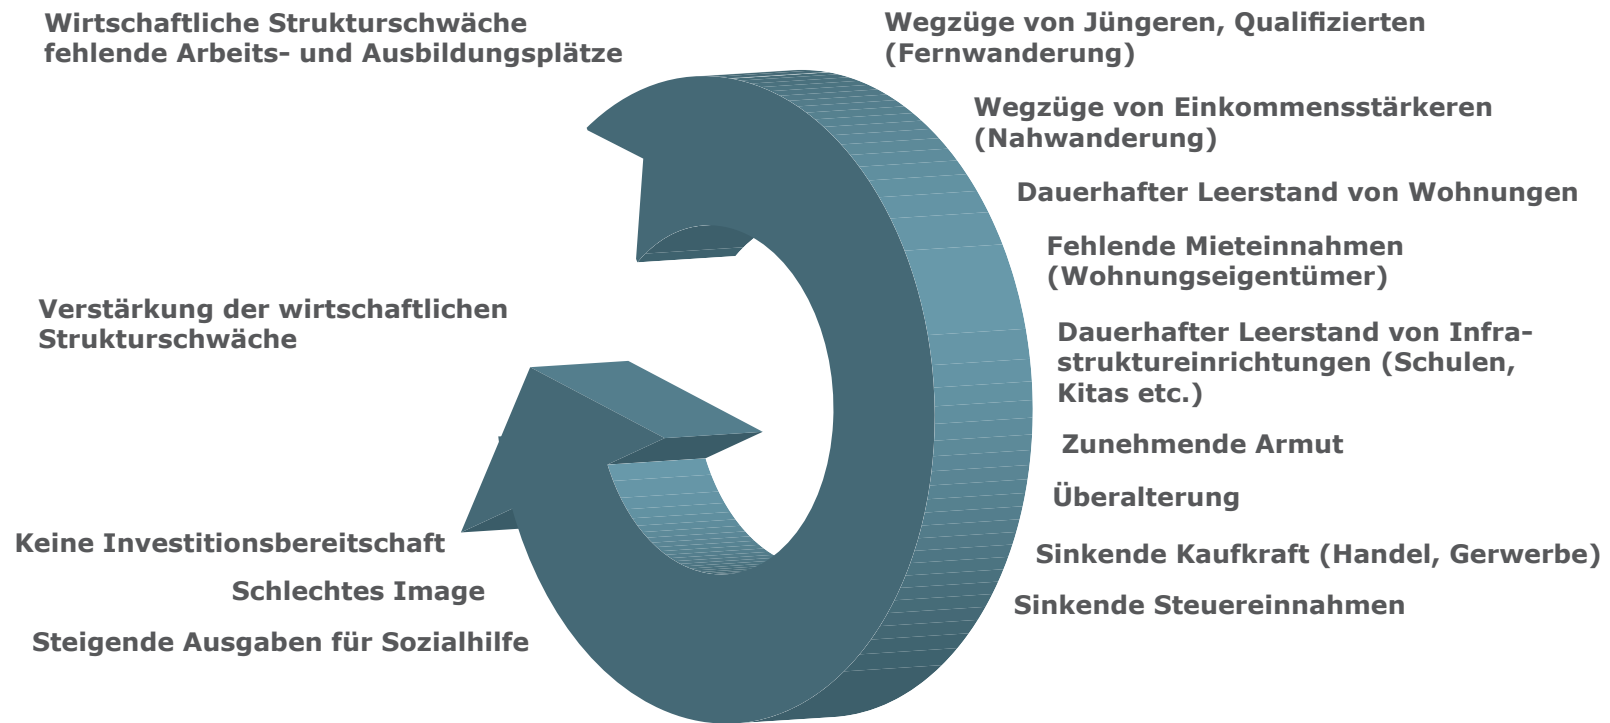 Wirtschaftliche Strukturschwäche
fehlende Arbeits- und Ausbildungsplätze
Wegzüge von Jüngeren, Qualifizierten
(Fernwanderung)
Wegzüge von Einkommensstärkeren
(Nahwanderung)
Dauerhafter Leerstand von Wohnungen
Fehlende Mieteinnahmen
(Wohnungseigentümer)
Dauerhafter Leerstand von Infra-
struktureinrichtungen (Schulen,
Kitas etc.)
Zunehmende Armut
Überalterung
Sinkende Kaufkraft (Handel, Gerwerbe)
Sinkende Steuereinnahmen
Steigende Ausgaben für Sozialhilfe
Schlechtes Image
Keine Investitionsbereitschaft
Verstärkung der wirtschaftlichen
Strukturschwäche